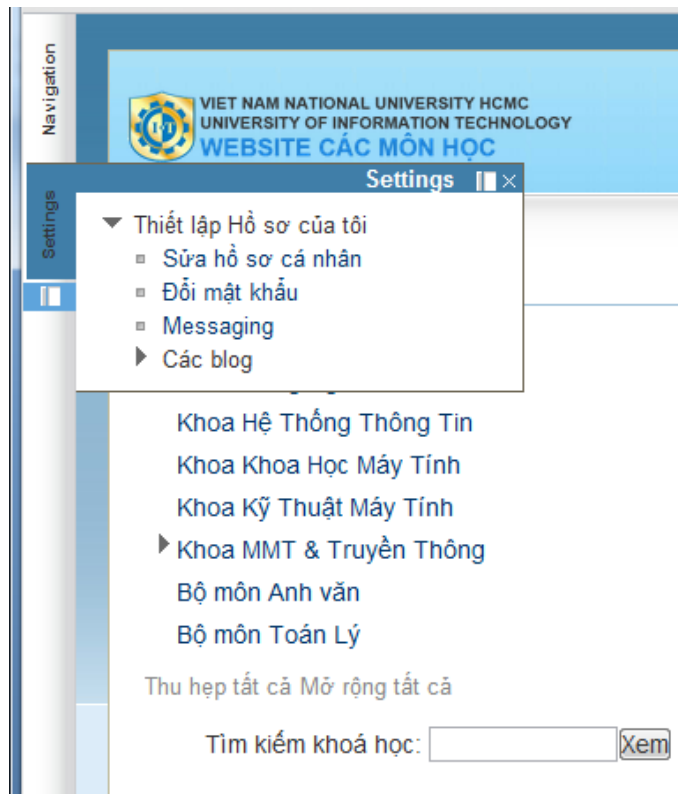 Navigation
VIET NAM NATIONAL UNIVERSITY HCMC
UNIVERSITY OF INFORMATION TECHNOLOGY
WEBSITE CÁC MÔN HỌC
Settings
Settings
Thiết lập Hồ sơ của tôi
Sửa hồ sơ cá nhân
Đổi mật khẩu
Messaging
Các blog
Khoa Hệ Thống Thông Tin
Khoa Khoa Học Máy Tính
Khoa Kỹ Thuật Máy Tính
Khoa MMT & Truyền Thông
Bộ môn Anh văn
Bộ môn Toán Lý
Thu hẹp tất cả Mở rộng tất cả
Tìm kiếm khoá học: Xem